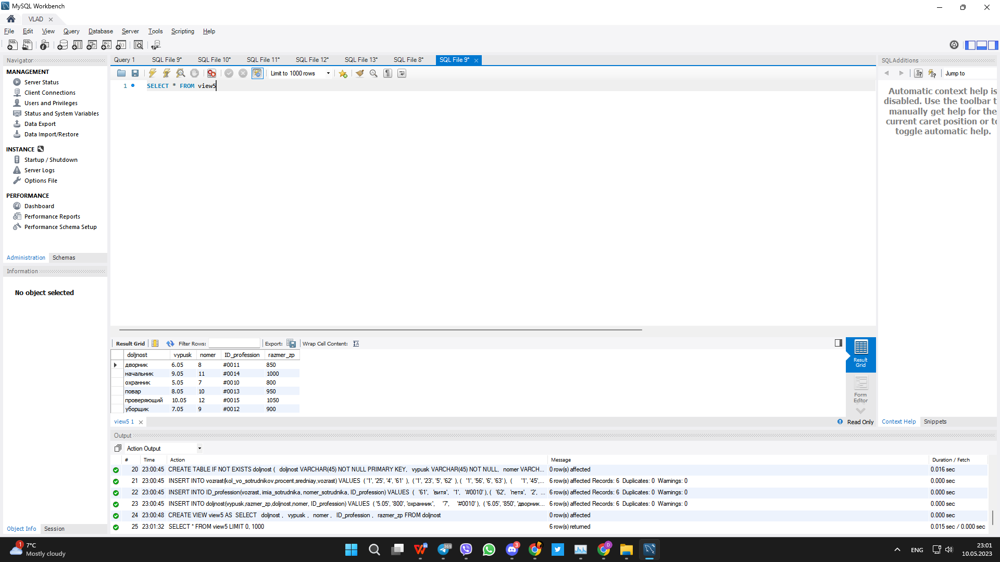 MySQL Workbench
VLAD
File Edit View Query Database Server Tools Scripting Help
Navigator
MANAGEMENT
Server Status
Client Connections
Users and Privileges
Status and System Variables
Data Export
Data Import/Restore
INSTANCE
Startup / Shutdown
Server Logs
Options File
PERFORMANCE
Dashboard
Performance Reports
Performance Schema Setup
Administration Schemas
Information
No object selected
Object Info Session
Query 1 SQL File 9* SQL File 10* SQL File 11* SQL File 12* SQL File 13* SQL File 8* SQL File 9*
Limit to 1000 rows
1 SELECT * FROM view5
Result Grid Filter Rows: Export: Wrap Cell Content:
doljnost vypusk nomer ID_profession razmer_zp
дворник 6.05 8 #0011 850
начальник 9.05 11 #0014 1000
охранник 5.05 7 #0010 800
повар 8.05 10 #0013 950
проверяющий 10.05 12 #0015 1050
уборщик 7.05 9 #0012 900
Result
Grid
Form
Editor
view5 1
Read Only
SQLAdditions
Jump to
Automatic context help is
disabled. Use the toolbar t
manually get help for the
current caret position or to
toggle automatic help.
Context Help Snippets
Output
Action Output
# Time Action Message Duration / Fetch
20 23:00:45 CREATE TABLE IF NOT EXISTS doljnost ( doljnost VARCHAR(45) NOT NULL PRIMARY KEY, vypusk VARCHAR(45) NOT NULL, nomer VARCH... 0 row(s) affected 0.016 sec
21 23:00:45 INSERT INTO vozrast(kol_vo_sotrudnikov,procent,sredniay,vozrast) VALUES ( '1', '25', '4', '61' ), ( '1', '23', '5', '62' ), ( '1', '56', '6', '63' ), ( '1', '45',... 6 row(s) affected Records: 6 Duplicates: 0 Warnings: 0 0.000 sec
22 23:00:45 INSERT INTO ID_profession(vozrast, imia_sotrudnika, nomer_sotrudnika, ID_profession) VALUES ( '61', 'витя', '1', '#0010' ), ( '62', 'петя', '2', ... 6 row(s) affected Records: 6 Duplicates: 0 Warnings: 0 0.000 sec
23 23:00:45 INSERT INTO doljnost(vypusk,razmer_zp,doljnost,nomer, ID_profession) VALUES ( '5.05', '800', 'охранник', '7', '#0010' ), ( '6.05', '850', 'дворник... 6 row(s) affected Records: 6 Duplicates: 0 Warnings: 0 0.000 sec
24 23:00:48 CREATE VIEW view5 AS SELECT doljnost , vypusk , nomer , ID_profession , razmer_zp FROM doljnost 0 row(s) affected 0.000 sec
25 23:01:32 SELECT * FROM view5 LIMIT 0, 1000 6 row(s) returned 0.015 sec / 0.000 sec
1
7°C
Mostly cloudy
369
3
D
ENG
23:01
10.05.2023